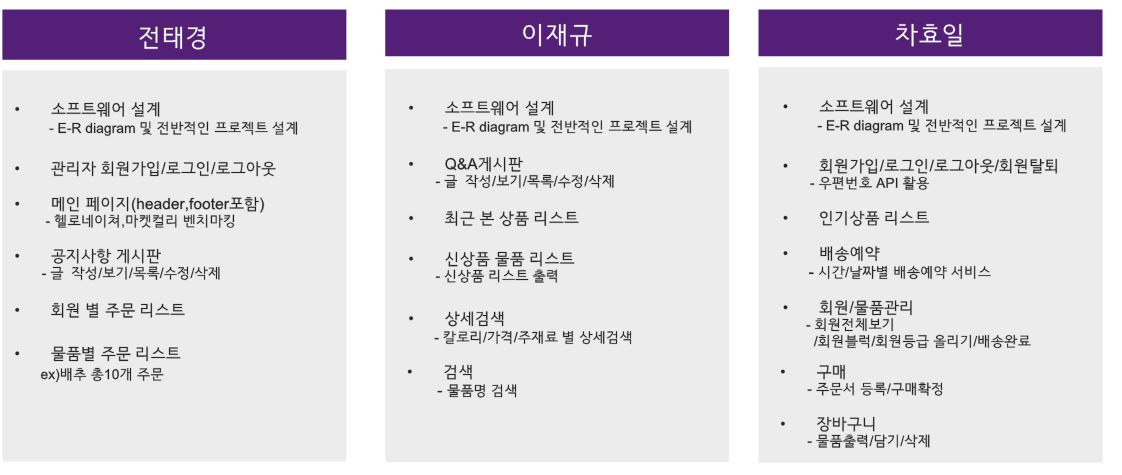 전태경
• 소프트웨어 설계
- E-R diagram 및 전반적인 프로젝트 설계
• 관리자 회원가입/로그인/로그아웃
• 메인 페이지(header,footer포함)
- 헬로네이쳐,마켓컬리 벤치마킹
• 공지사항 게시판
- 글 작성/보기/목록/수정/삭제
• 회원 별 주문 리스트
• 물품별 주문 리스트
ex)배추 총10개 주문
이재규
• 소프트웨어 설계
- E-R diagram 및 전반적인 프로젝트 설계
• Q&A게시판
- 글 작성/보기/목록/수정/삭제
• 최근 본 상품 리스트
• 신상품 물품 리스트
- 신상품 리스트 출력
• 상세검색
- 칼로리/가격/주재료 별 상세검색
• 검색
- 물품명 검색
차효일
• 소프트웨어 설계
- E-R diagram 및 전반적인 프로젝트 설계
• 회원가입/로그인/로그아웃/회원탈퇴
- 우편번호 API 활용
• 인기상품 리스트
• 배송예약
- 시간/날짜별 배송예약 서비스
• 회원/물품관리
- 회원전체보기
/회원블럭/회원등급 올리기/배송완료
• 구매
- 주문서 등록/구매확정
• 장바구니
- 물품출력/담기/삭제